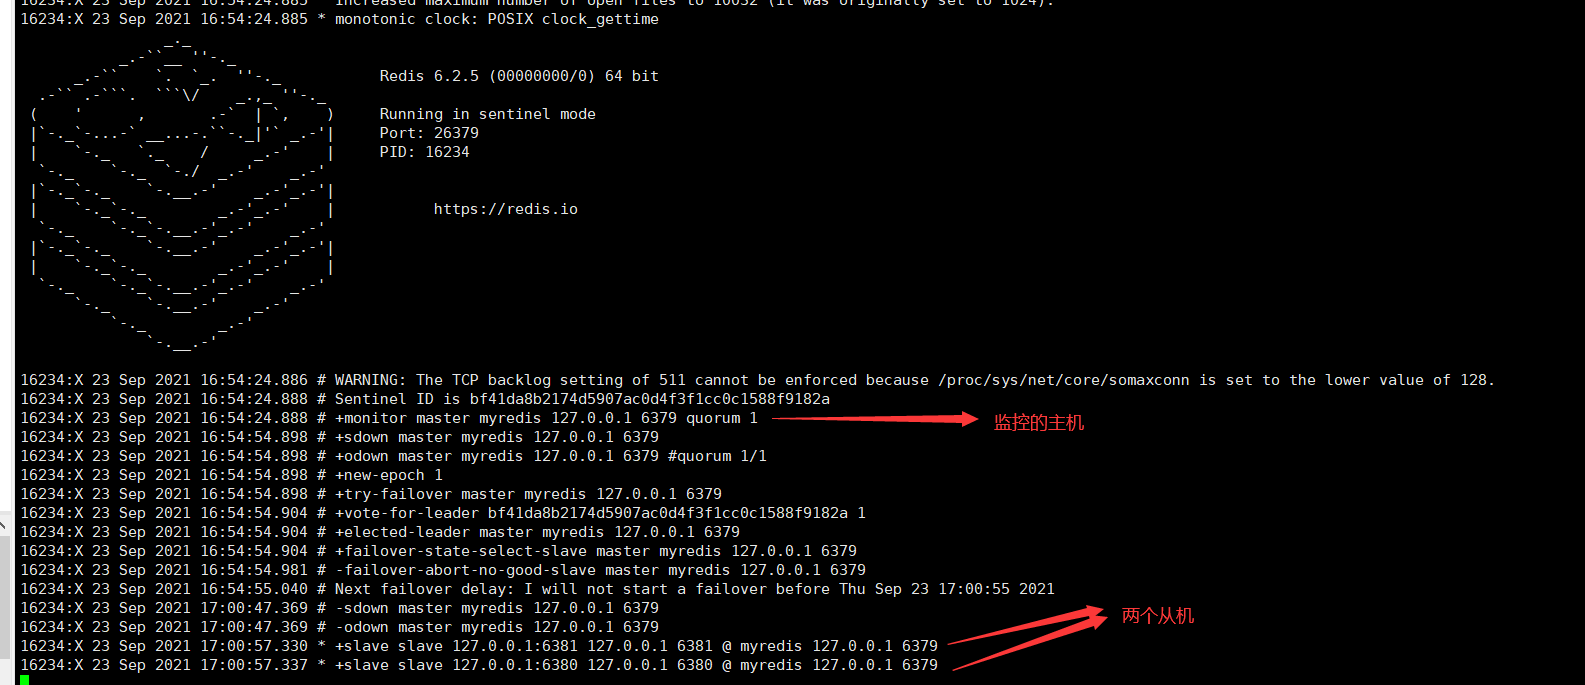 16234:X 23 Sep 2021 16:54:24.885 * Increased maximum number of open files to 10032 (it was originally set to 1024).
16234:X 23 Sep 2021 16:54:24.885 * monotonic clock: POSIX clock_gettime
Redis 6.2.5 (00000000/0) 64 bit
Running in sentinel mode
Port: 26379
PID: 16234
https://redis.io
16234:X 23 Sep 2021 16:54:24.886 # WARNING: The TCP backlog setting of 511 cannot be enforced because /proc/sys/net/core/somaxconn is set to the lower value of 128.
16234:X 23 Sep 2021 16:54:24.888 # Sentinel ID is bf41da8b2174d5907ac0d4f3f1cc0c1588f9182a
16234:X 23 Sep 2021 16:54:24.888 # +monitor master myredis 127.0.0.1 6379 quorum 1
监控的主机
16234:X 23 Sep 2021 16:54:54.898 # +sdown master myredis 127.0.0.1 6379
16234:X 23 Sep 2021 16:54:54.898 # +odown master myredis 127.0.0.1 6379 #quorum 1/1
16234:X 23 Sep 2021 16:54:54.898 # +new-epoch 1
16234:X 23 Sep 2021 16:54:54.898 # +try-failover master myredis 127.0.0.1 6379
16234:X 23 Sep 2021 16:54:54.904 # +vote-for-leader bf41da8b2174d5907ac0d4f3f1cc0c1588f9182a 1
16234:X 23 Sep 2021 16:54:54.904 # +elected-leader master myredis 127.0.0.1 6379
16234:X 23 Sep 2021 16:54:54.904 # +failover-state-select-slave master myredis 127.0.0.1 6379
16234:X 23 Sep 2021 16:54:54.981 # -failover-abort-no-good-slave master myredis 127.0.0.1 6379
16234:X 23 Sep 2021 16:54:55.040 # Next failover delay: I will not start a failover before Thu Sep 23 17:00:55 2021
16234:X 23 Sep 2021 17:00:47.369 # -sdown master myredis 127.0.0.1 6379
16234:X 23 Sep 2021 17:00:47.369 # -odown master myredis 127.0.0.1 6379
两个从机
16234:X 23 Sep 2021 17:00:57.330 * +slave slave 127.0.0.1:6381 127.0.0.1 6381 @ myredis 127.0.0.1 6379
16234:X 23 Sep 2021 17:00:57.337 * +slave slave 127.0.0.1:6380 127.0.0.1 6380 @ myredis 127.0.0.1 6379